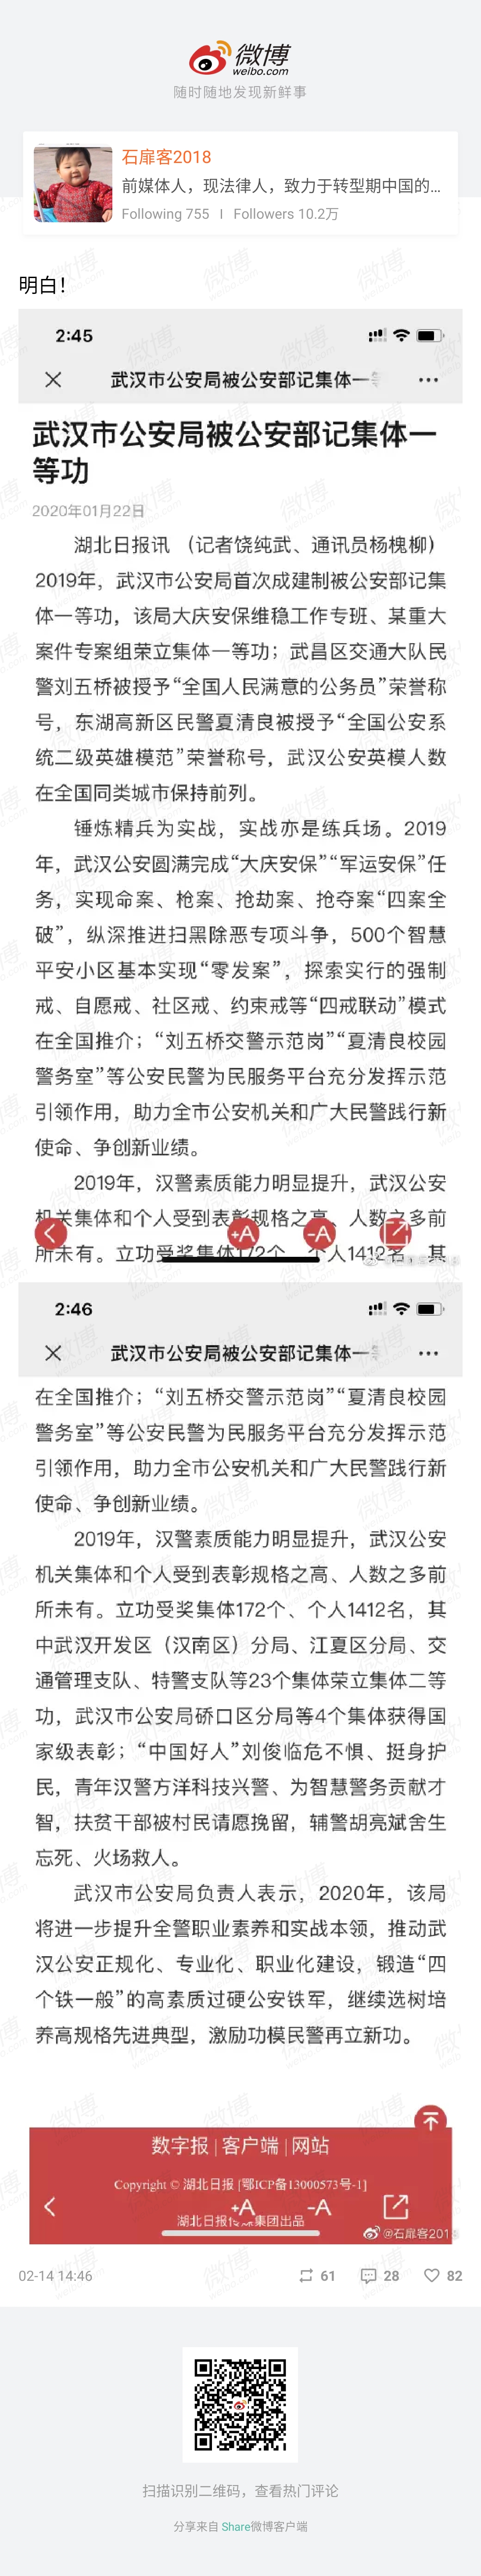 微博
weibo.com
随时随地发现新鲜事
石扉客2018
前媒体人，现法律人，致力于转型期中国的...
Following 755 | Followers 10.2万
明白！
2:45
武汉市公安局被公安部记集体一等
武汉市公安局被公安部记集体一
等功
2020年01月22日
湖北日报讯 （记者饶纯武、通讯员杨槐柳）
2019年，武汉市公安局首次成建制被公安部记集
体一等功，该局大庆安保维稳工作专班、某重大
案件专案组荣立集体一等功；武昌区交通大队民
警刘五桥被授予“全国人民满意的公务员”荣誉称
号，东湖高新区民警夏清良被授予“全国公安系
统二级英雄模范”荣誉称号，武汉公安英模人数
在全国同类城市保持前列。
锤炼精兵为实战，实战亦是练兵场。2019
年，武汉公安圆满完成“大庆安保”“军运安保”任
务，实现命案、枪案、抢劫案、抢夺案“四案全
破”，纵深推进扫黑除恶专项斗争，500个智慧
平安小区基本实现“零发案”，探索实行的强制
戒、自愿戒、社区戒、约束戒等“四戒联动”模式
在全国推介；“刘五桥交警示范岗”“夏清良校园
警务室”等公安民警为民服务平台充分发挥示范
引领作用，助力全市公安机关和广大民警践行新
使命、争创新业绩。
2019年，汉警素质能力明显提升，武汉公安
机关集体和个人受到表彰规格之高、人数之多前
所未有。立功受奖集体172个、个人1412名，其
+A
-A
2:46
武汉市公安局被公安部记集体一等
在全国推介；“刘五桥交警示范岗”“夏清良校园
警务室”等公安民警为民服务平台充分发挥示范
引领作用，助力全市公安机关和广大民警践行新
使命、争创新业绩。
2019年，汉警素质能力明显提升，武汉公安
机关集体和个人受到表彰规格之高、人数之多前
所未有。立功受奖集体172个、个人1412名，其
中武汉开发区（汉南区）分局、江夏区分局、交
通管理支队、特警支队等23个集体荣立集体二等
功，武汉市公安局硚口区分局等4个集体获得国
家级表彰；“中国好人”刘俊临危不惧、挺身护
民，青年汉警方洋科技兴警、为智慧警务贡献才
智，扶贫干部被村民请愿挽留，辅警胡亮斌舍生
忘死、火场救人。
武汉市公安局负责人表示，2020年，该局
将进一步提升全警职业素养和实战本领，推动武
汉公安正规化、专业化、职业化建设，锻造“四
个铁一般”的高素质过硬公安铁军，继续选树培
养高规格先进典型，激励功模民警再立新功。
数字报 | 客户端 | 网站
Copyright © 湖北日报 [鄂ICP备13000573号-1]
+A
-A
湖北日报传媒集团出品
@石扉客2018
02-14 14:46
61
28
82
扫描识别二维码，查看热门评论
分享来自 Share微博客户端